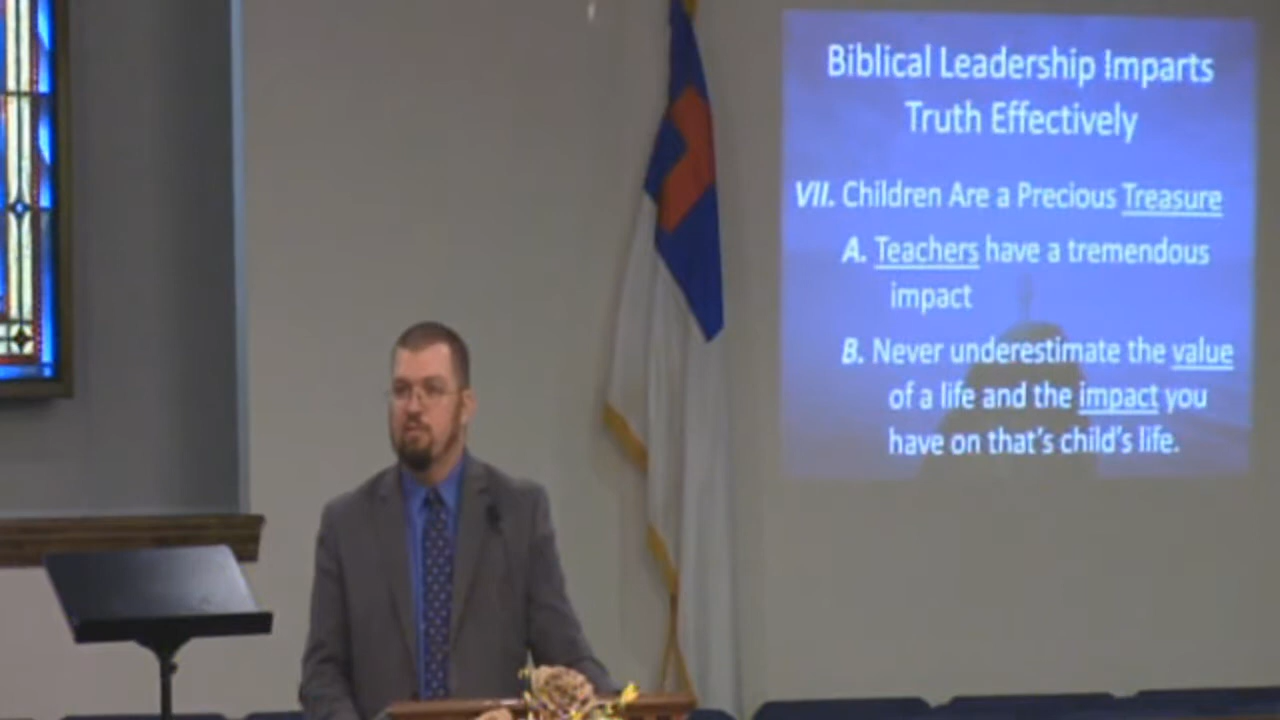 Biblical Leadership Imparts
Truth Effectively
VII. Children Are a Precious Treasure
A. Teachers have a tremendous
impact
B. Never underestimate the value
of a life and the impact you
have on that's child's life.